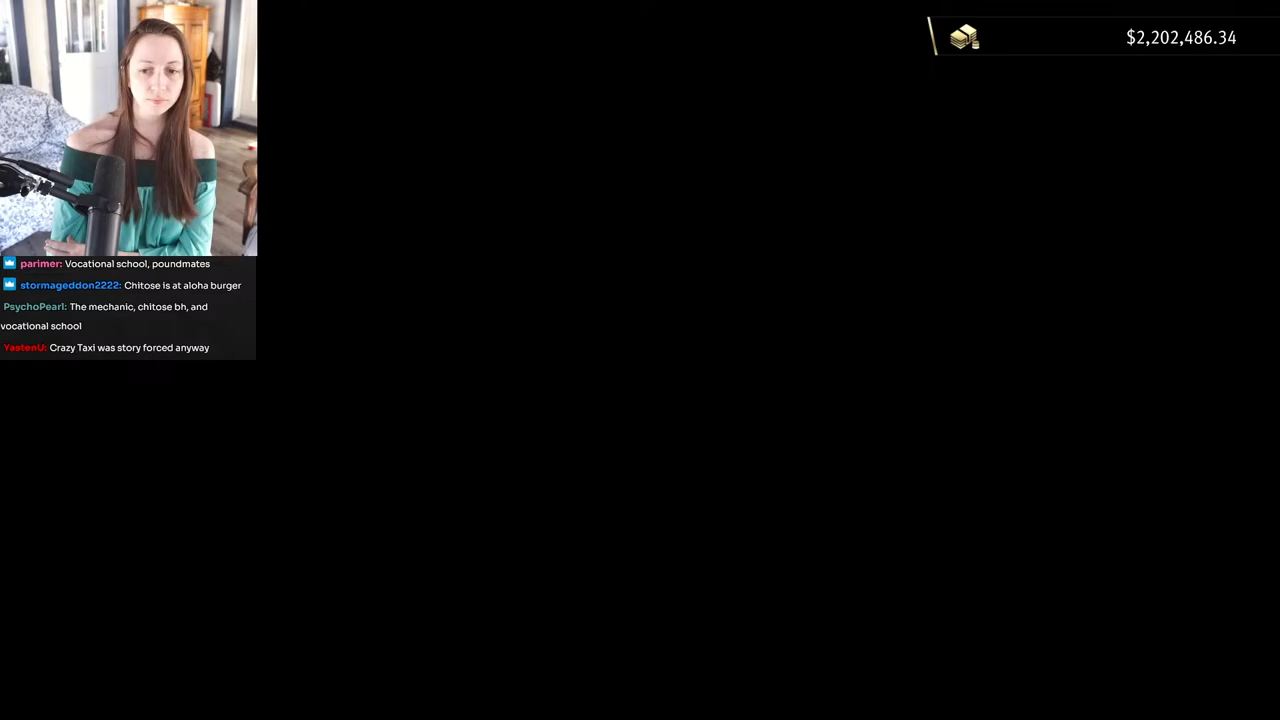 $2,202,486.34
parimer: Vocational school, poundmates
stormageddon2222: Chitose is at aloha burger
PsychoPearl: The mechanic, chitose bh, and
vocational school
YastenU: Crazy Taxi was story forced anyway